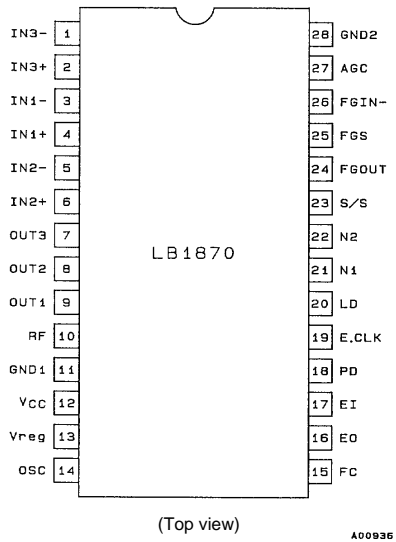 IN3- 1
IN3+ 2
IN1- 3
IN1+ 4
IN2- 5
IN2+ 6
OUT3 7
OUT2 8
OUT1 9
RF 10
GND1 11
VCC 12
Vreg 13
OSC 14
LB1870
28 GND2
27 AGC
26 FGIN-
25 FGS
24 FGOUT
23 S/S
22 N2
21 N1
20 LD
19 E.CLK
18 PD
17 EI
16 EO
15 FC
(Top view)
A00936